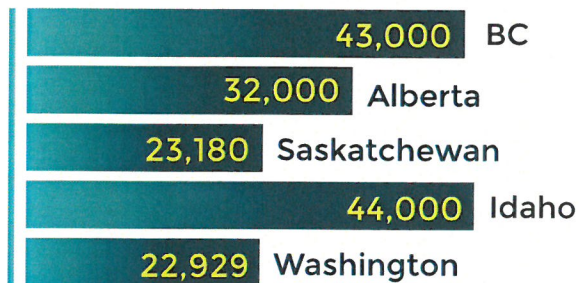 43,000 BC
32,000 Alberta
23,180 Saskatchewan
44,000 Idaho
22,929 Washington